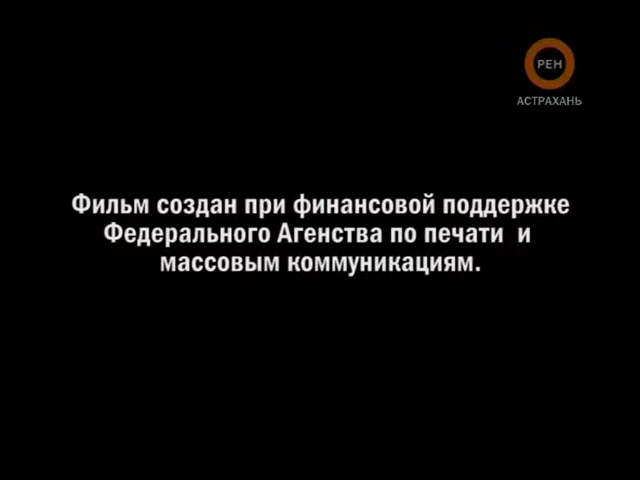 РЕН
АСТРАХАНЬ
Фильм создан при финансовой поддержке
Федерального Агенства по печати и
массовым коммуникациям.